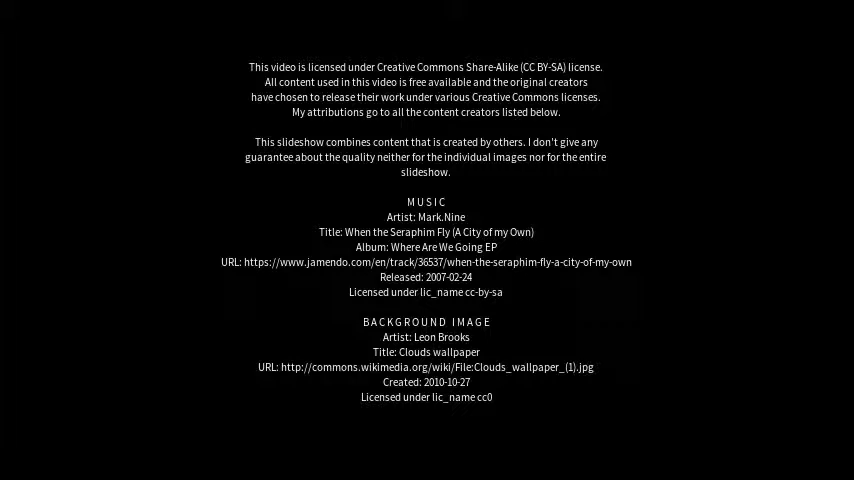 This video is licensed under Creative Commons Share-Alike (CC BY-SA) license.
All content used in this video is free available and the original creators
have chosen to release their work under various Creative Commons licenses.
My attributions go to all the content creators listed below.
This slideshow combines content that is created by others. I don't give any
guarantee about the quality neither for the individual images nor for the entire
slideshow.
M U S I C
Artist: Mark.Nine
Title: When the Seraphim Fly (A City of my Own)
Album: Where Are We Going EP
URL: https://www.jamendo.com/en/track/36537/when-the-seraphim-fly-a-city-of-my-own
Released: 2007-02-24
Licensed under lic_name cc-by-sa
B A C K G R O U N D   I M A G E
Artist: Leon Brooks
Title: Clouds wallpaper
URL: http://commons.wikimedia.org/wiki/File:Clouds_wallpaper_(1).jpg
Created: 2010-10-27
Licensed under lic_name cc0